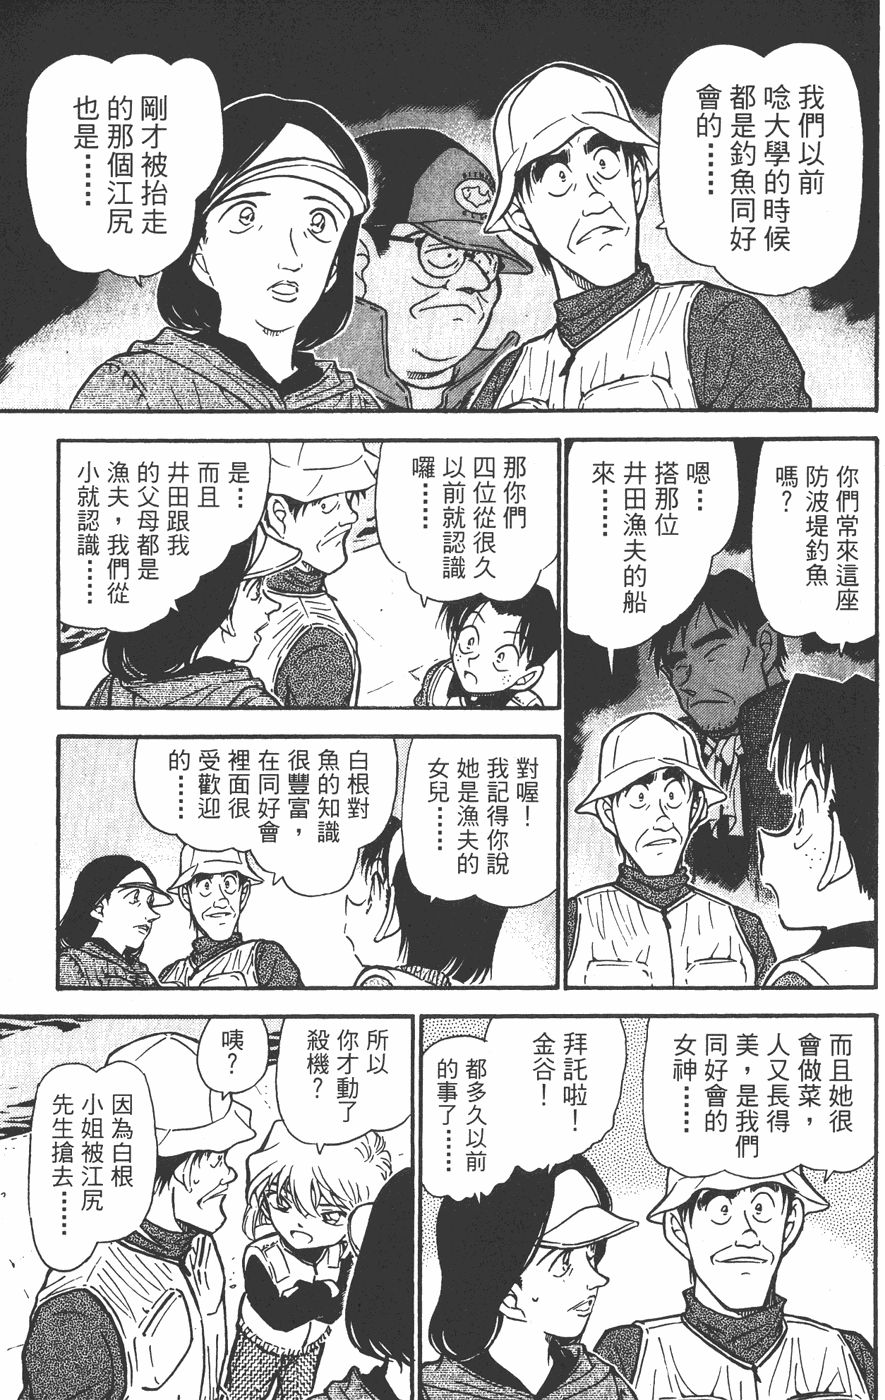 我們以前
唸大學的時候
都是釣魚同好
會的……
剛才被抬走
的那個江尻
也是……
你們常來這座
防波堤釣魚
嗎？
嗯…
搭那位
井田漁夫的船
來……
那你們
四位從很久
以前就認識
囉……
是…
而且
井田跟我
的父母都是
漁夫，我們從
小就認識……
對喔！
我記得你說
她是漁夫的
女兒……
白根對
魚的知識
很豐富，
在同好會
裡面很
受歡迎
的……
而且她很
會做菜，
人又長得
美，是我們
同好會的
女神……
拜託啦！
金谷！
都多久以前
的事了……
所以
你才動了
殺機？
咦？
因為白根
小姐被江尻
先生搶去……